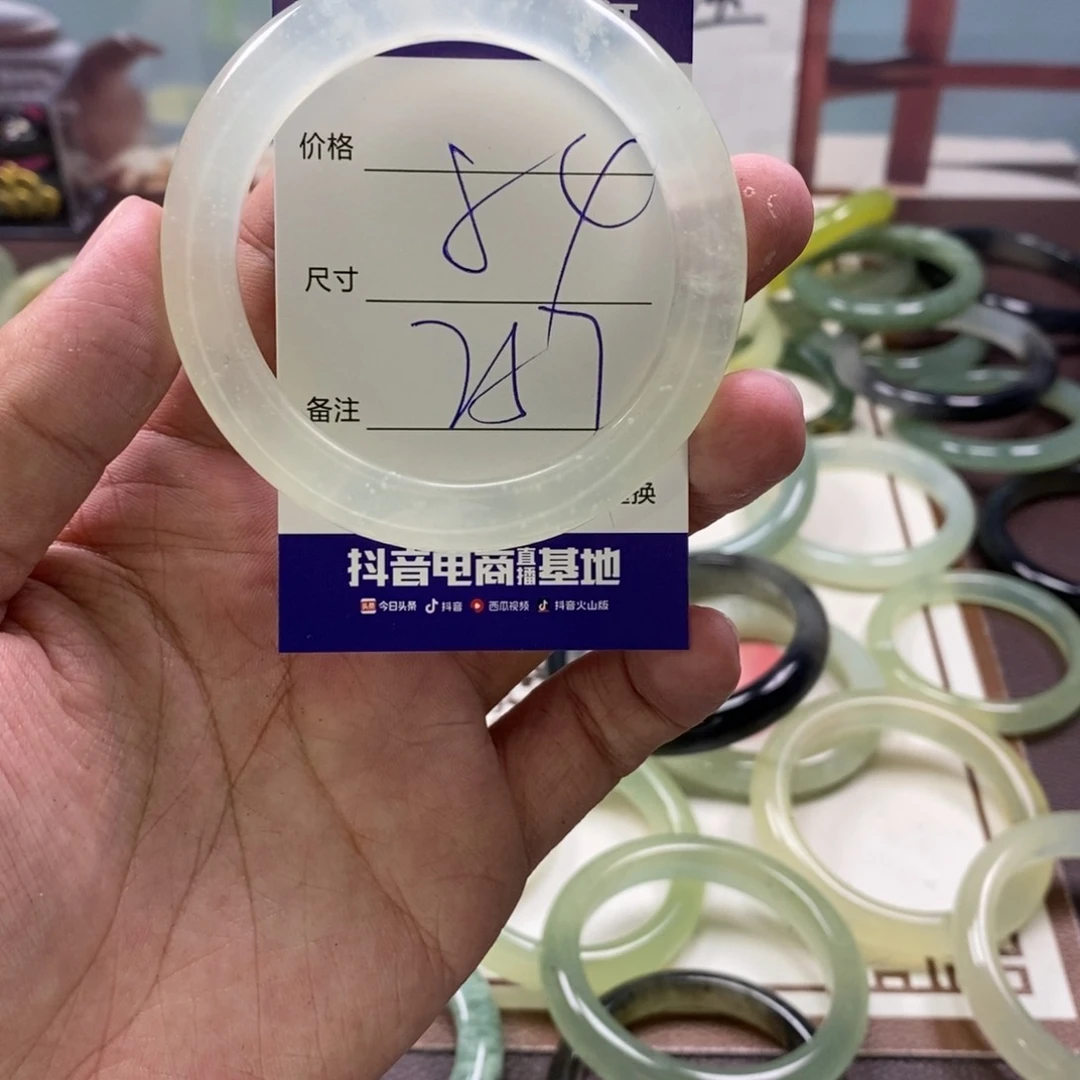 价格
84
尺寸
备注
换
抖音电商直播基地
今日头条 抖音 西瓜视频 抖音火山版